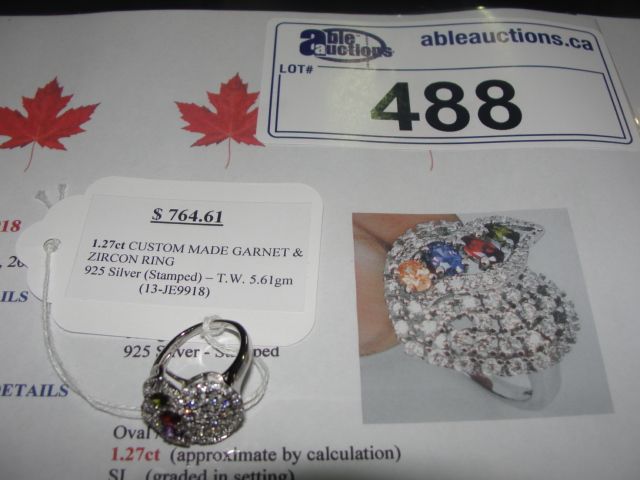 able auctions
ableauctions.ca
LOT#
488
$ 764.61
1.27ct CUSTOM MADE GARNET &
ZIRCON RING
925 Silver (Stamped) – T.W. 5.61gm
(13-JE9918)
18
, 20
ILS
925 Silver - Stamped
DETAILS
Oval
1.27ct (approximate by calculation)
SI (graded in setting)